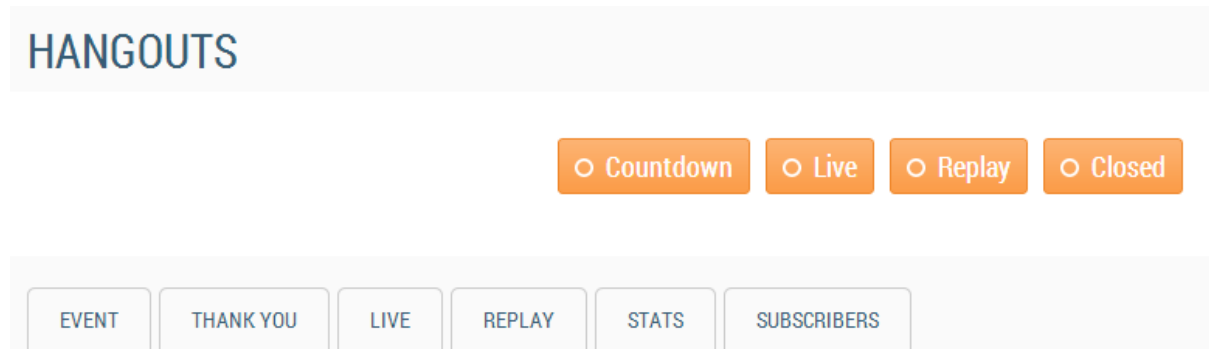 HANGOUTS
Countdown Live Replay Closed
EVENT THANK YOU LIVE REPLAY STATS SUBSCRIBERS